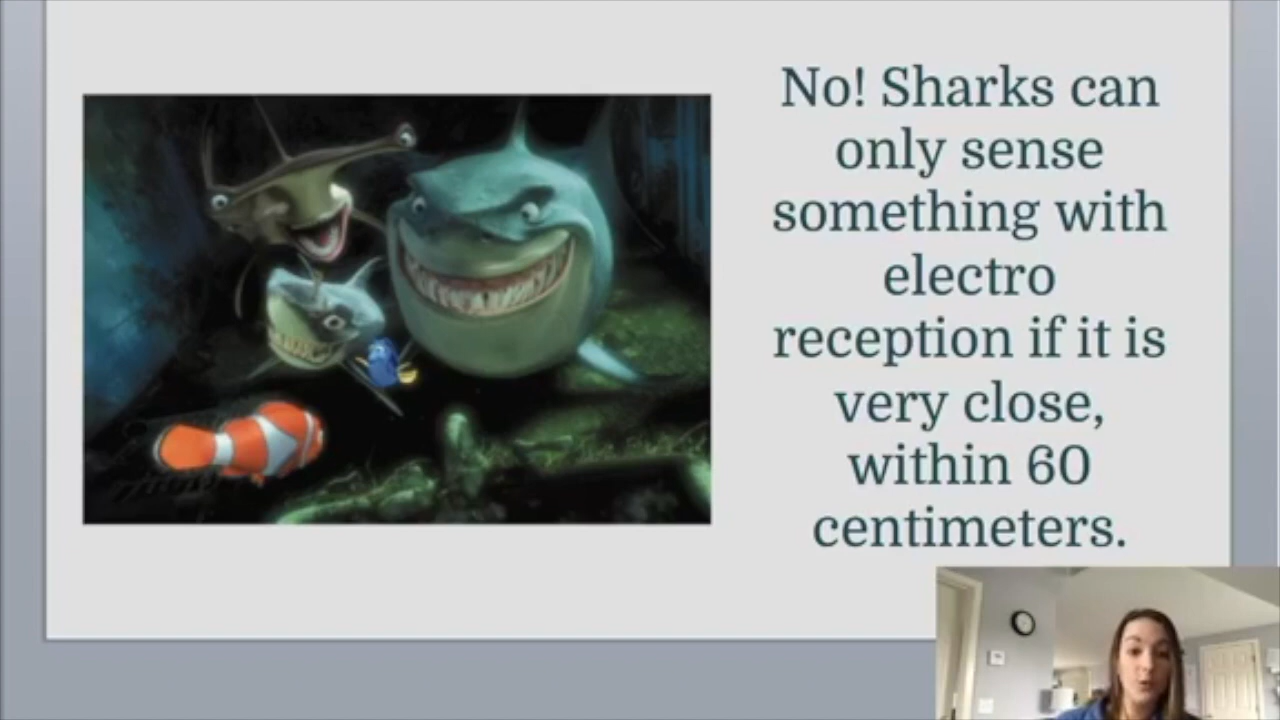 No! Sharks can
only sense
something with
electro
reception if it is
very close,
within 60
centimeters.